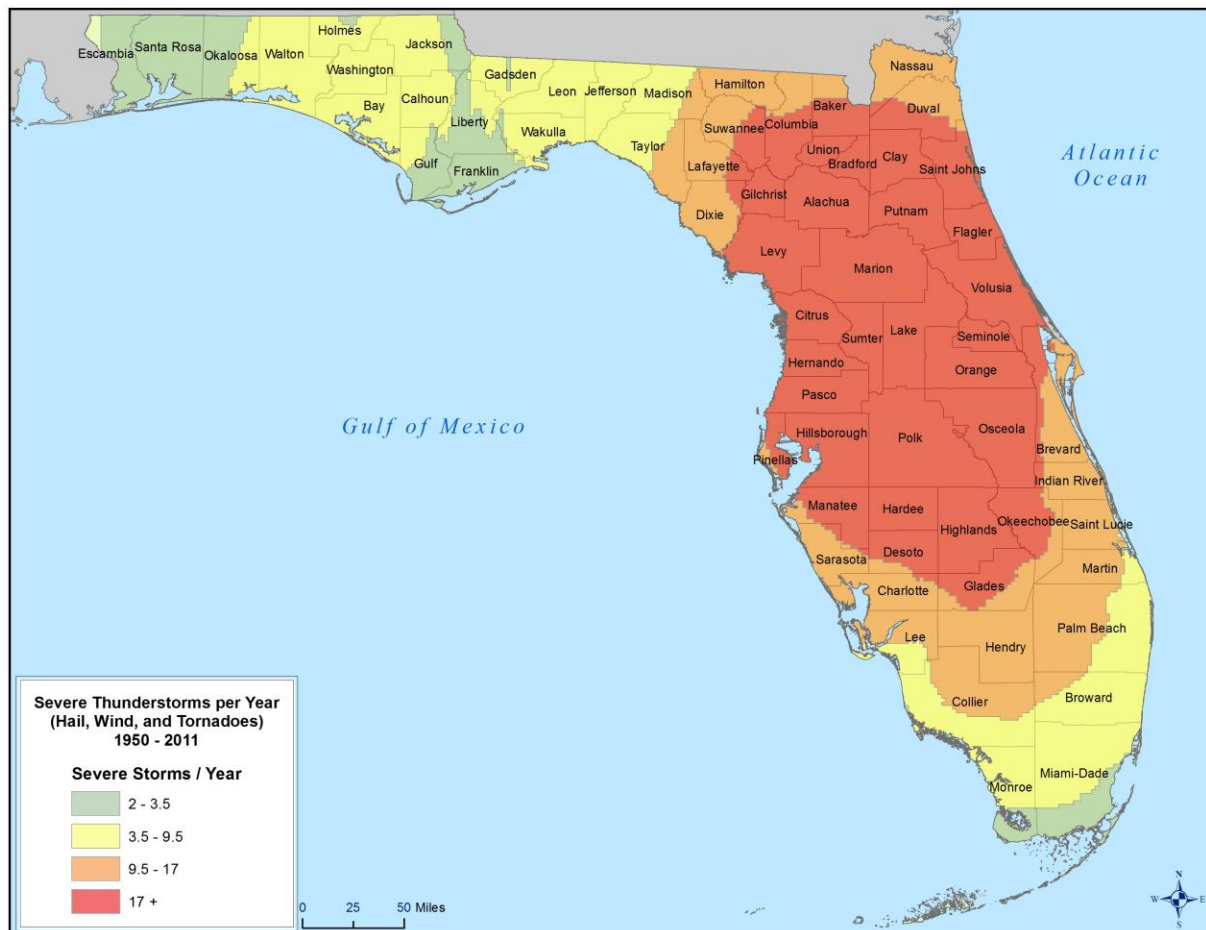 Escambia
Santa Rosa
Okaloosa
Walton
Holmes
Washington
Bay
Jackson
Calhoun
Gulf
Liberty
Franklin
Gadsden
Leon
Wakulla
Jefferson
Madison
Taylor
Hamilton
Suwannee
Lafayette
Dixie
Columbia
Baker
Nassau
Duval
Union
Bradford
Clay
Saint Johns
Gilchrist
Alachua
Putnam
Flagler
Levy
Marion
Volusia
Citrus
Sumter
Lake
Seminole
Hernando
Orange
Pasco
Hillsborough
Polk
Osceola
Pinellas
Brevard
Indian River
Manatee
Hardee
Highlands
Okeechobee
Saint Lucie
Sarasota
Desoto
Martin
Charlotte
Glades
Lee
Hendry
Palm Beach
Collier
Broward
Monroe
Miami-Dade
Atlantic
Ocean
Gulf of Mexico
Severe Thunderstorms per Year
(Hail, Wind, and Tornadoes)
1950 - 2011
Severe Storms / Year
2 - 3.5
3.5 - 9.5
9.5 - 17
17 +
0 25 50 Miles
N
W E
S